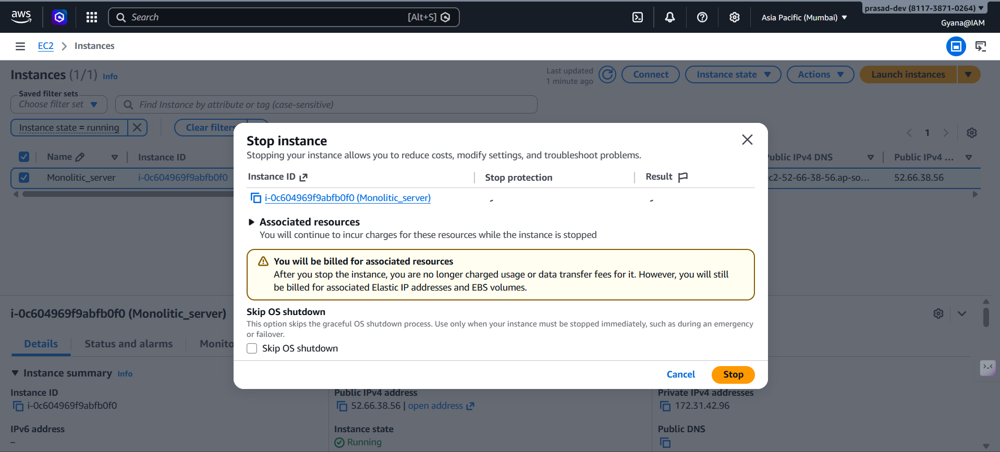 aws
Search [Alt+S]
Asia Pacific (Mumbai)
prasad-dev (8117-3871-0264)
Gyana@IAM
EC2 Instances
Instances (1/1) Info
Last updated
1 minute ago
Connect
Instance state
Actions
Launch instances
Saved filter sets
Choose filter set
Find Instance by attribute or tag (case-sensitive)
Instance state = running
Clear filters
1
Name
Instance ID
Public IPv4 DNS
Public IPv4 ...
Monolitic_server
i-0c604969f9abfb0f0
ec2-52-66-38-56.ap-so...
52.66.38.56
Stop instance
Stopping your instance allows you to reduce costs, modify settings, and troubleshoot problems.
Instance ID
Stop protection
Result
i-0c604969f9abfb0f0 (Monolitic_server)
-
-
Associated resources
You will continue to incur charges for these resources while the instance is stopped
You will be billed for associated resources
After you stop the instance, you are no longer charged usage or data transfer fees for it. However, you will still
be billed for associated Elastic IP addresses and EBS volumes.
Skip OS shutdown
This option skips the graceful OS shutdown process. Use only when your instance must be stopped immediately, such as during an emergency
or failover.
Skip OS shutdown
Cancel
Stop
i-0c604969f9abfb0f0 (Monolitic_server)
Details
Status and alarms
Monito
Instance summary Info
Instance ID
i-0c604969f9abfb0f0
Public IPv4 address
52.66.38.56 | open address
Private IPv4 addresses
172.31.42.96
IPv6 address
–
Instance state
Running
Public DNS